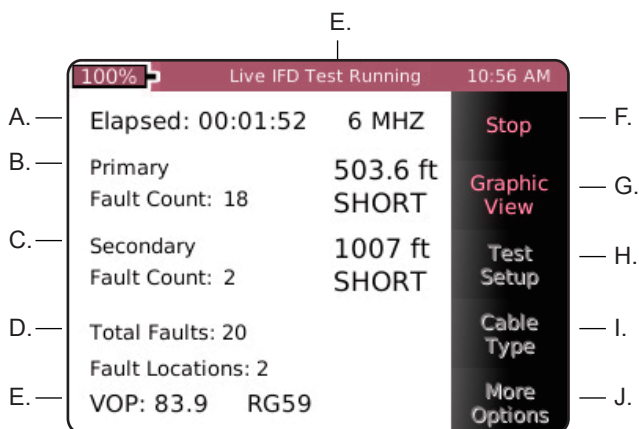 E.
100% Live IFD Test Running 10:56 AM
A. Elapsed: 00:01:52 6 MHZ Stop F.
B. Primary 503.6 ft
Fault Count: 18 SHORT
Graphic G.
View
C. Secondary 1007 ft
Fault Count: 2 SHORT
Test H.
Setup
D. Total Faults: 20
Cable I.
Type
Fault Locations: 2
E. VOP: 83.9 RG59
More J.
Options